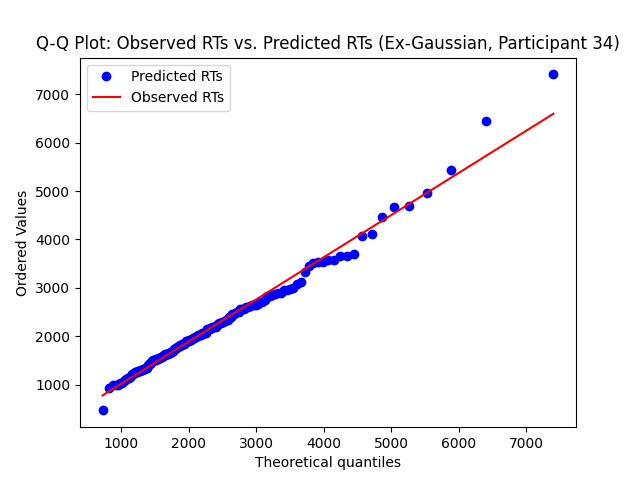 Q-Q Plot: Observed RTs vs. Predicted RTs (Ex-Gaussian, Participant 34)
Predicted RTs
Observed RTs
7000
6000
5000
4000
3000
2000
1000
Ordered Values
1000 2000 3000 4000 5000 6000 7000
Theoretical quantiles